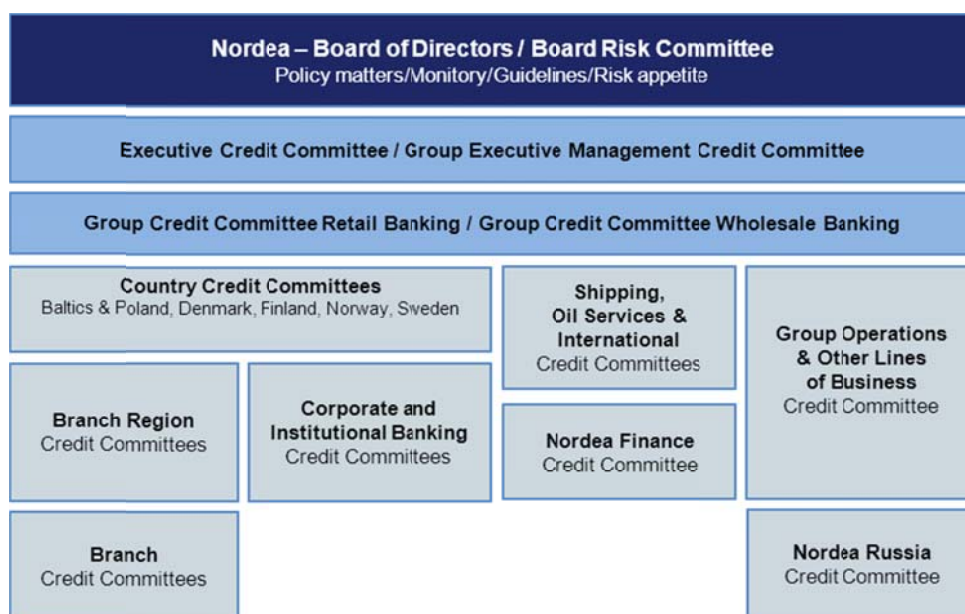 Nordea – Board of Directors / Board Risk Committee
Policy matters/Monitory/Guidelines/Risk appetite
Executive Credit Committee / Group Executive Management Credit Committee
Group Credit Committee Retail Banking / Group Credit Committee Wholesale Banking
Country Credit Committees
Baltics & Poland, Denmark, Finland, Norway, Sweden
Shipping,
Oil Services &
International
Credit Committees
Group Operations
& Other Lines
of Business
Credit Committee
Branch Region
Credit Committees
Corporate and
Institutional Banking
Credit Committees
Nordea Finance
Credit Committee
Branch
Credit Committees
Nordea Russia
Credit Committee